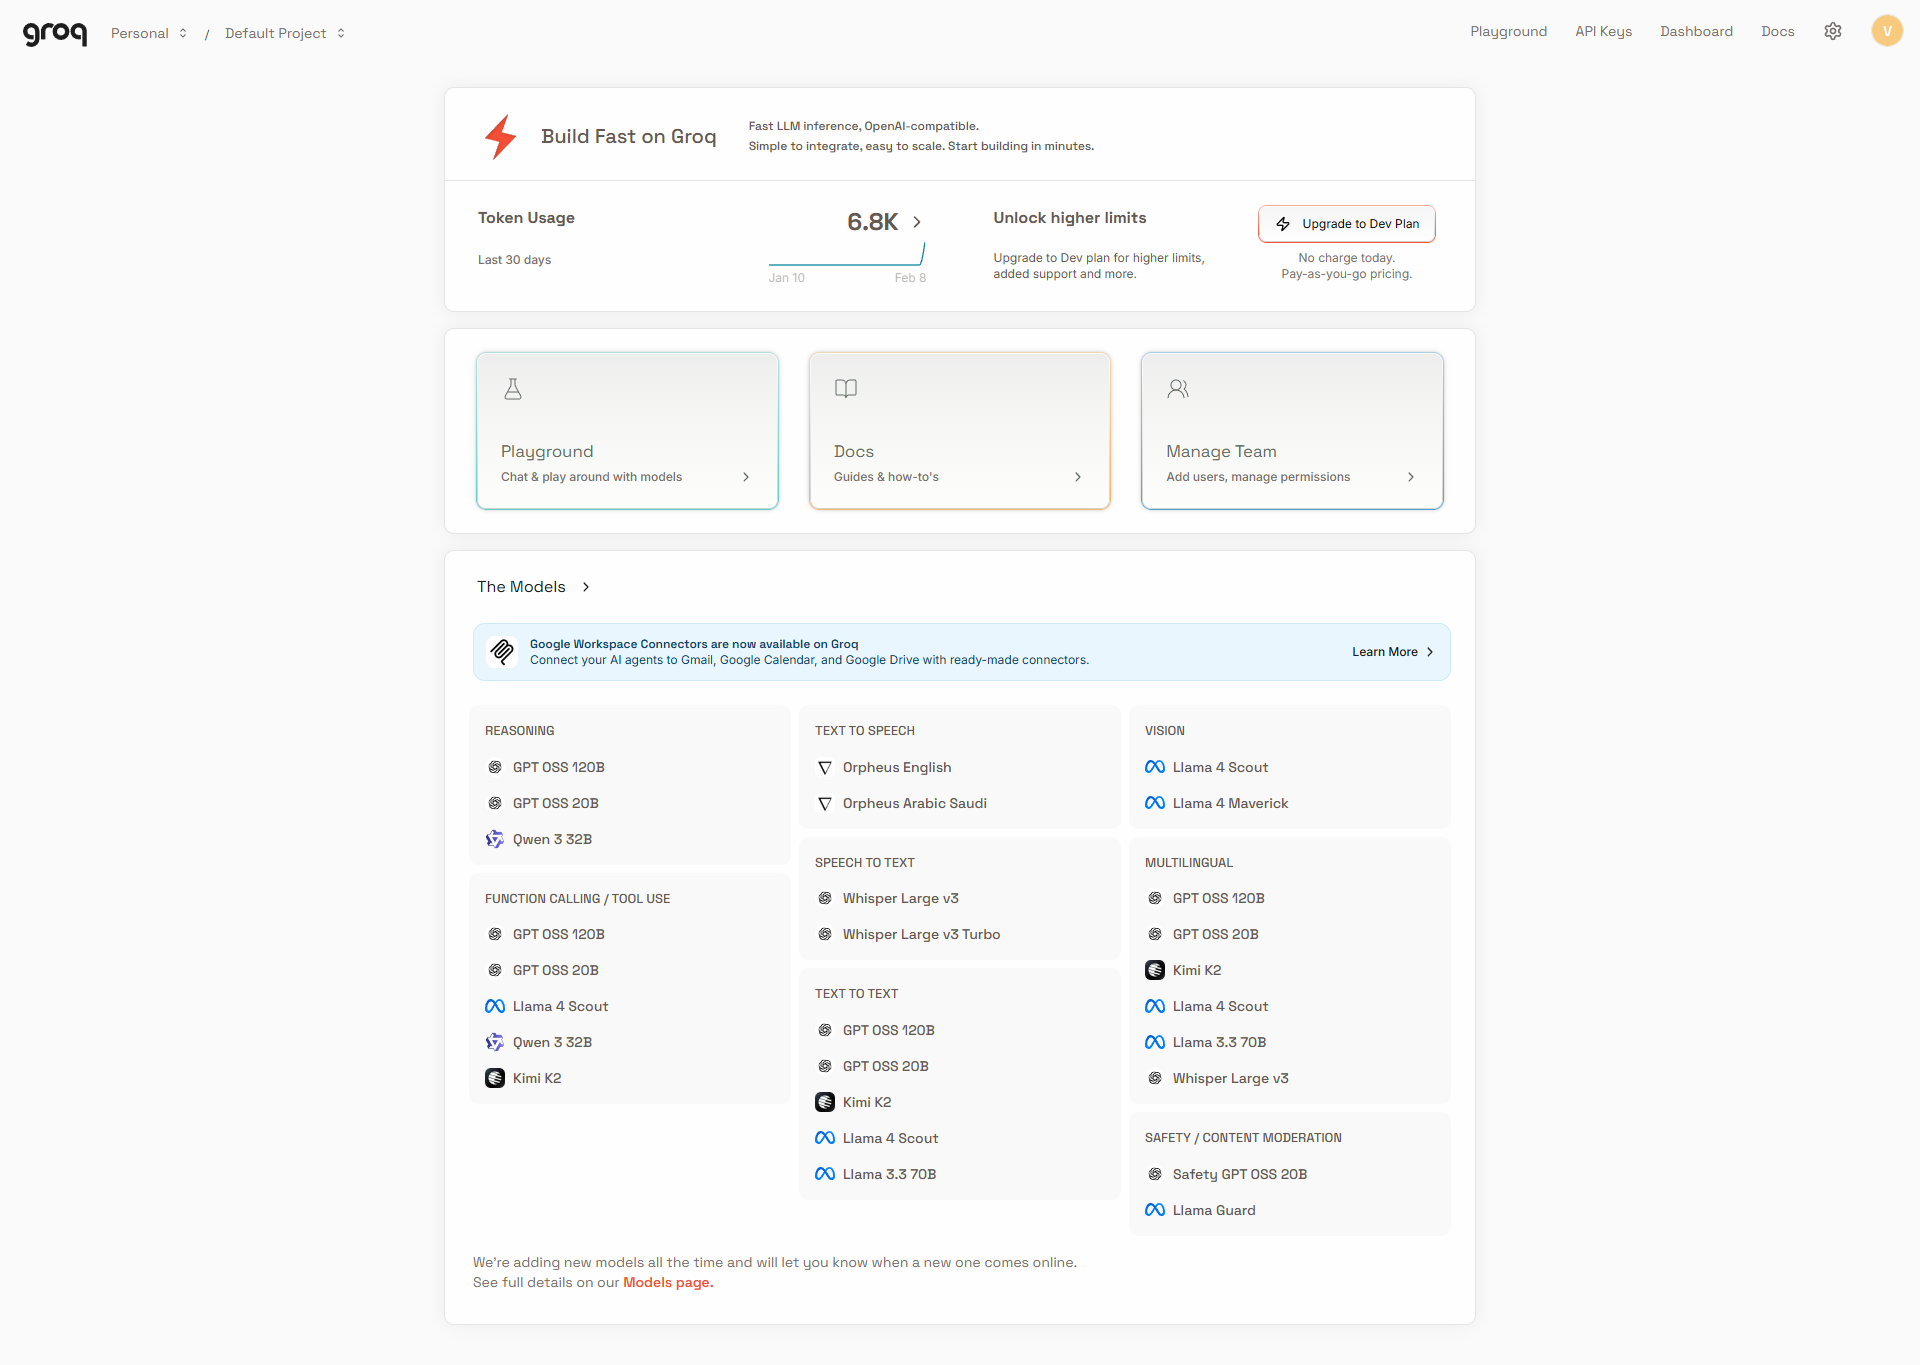 groq
Personal / Default Project
Playground
API Keys
Dashboard
Docs
V
Build Fast on Groq
Fast LLM inference, OpenAI-compatible.
Simple to integrate, easy to scale. Start building in minutes.
Token Usage
Last 30 days
6.8K
Jan 10
Feb 8
Unlock higher limits
Upgrade to Dev plan for higher limits,
added support and more.
Upgrade to Dev Plan
No charge today.
Pay-as-you-go pricing.
Playground
Chat & play around with models
Docs
Guides & how-to's
Manage Team
Add users, manage permissions
The Models
Google Workspace Connectors are now available on Groq
Connect your AI agents to Gmail, Google Calendar, and Google Drive with ready-made connectors.
Learn More
REASONING
GPT OSS 120B
GPT OSS 20B
Qwen 3 32B
FUNCTION CALLING / TOOL USE
GPT OSS 120B
GPT OSS 20B
Llama 4 Scout
Qwen 3 32B
Kimi K2
TEXT TO SPEECH
Orpheus English
Orpheus Arabic Saudi
SPEECH TO TEXT
Whisper Large v3
Whisper Large v3 Turbo
TEXT TO TEXT
GPT OSS 120B
GPT OSS 20B
Kimi K2
Llama 4 Scout
Llama 3.3 70B
VISION
Llama 4 Scout
Llama 4 Maverick
MULTILINGUAL
GPT OSS 120B
GPT OSS 20B
Kimi K2
Llama 4 Scout
Llama 3.3 70B
Whisper Large v3
SAFETY / CONTENT MODERATION
Safety GPT OSS 20B
Llama Guard
We're adding new models all the time and will let you know when a new one comes online.
See full details on our Models page.